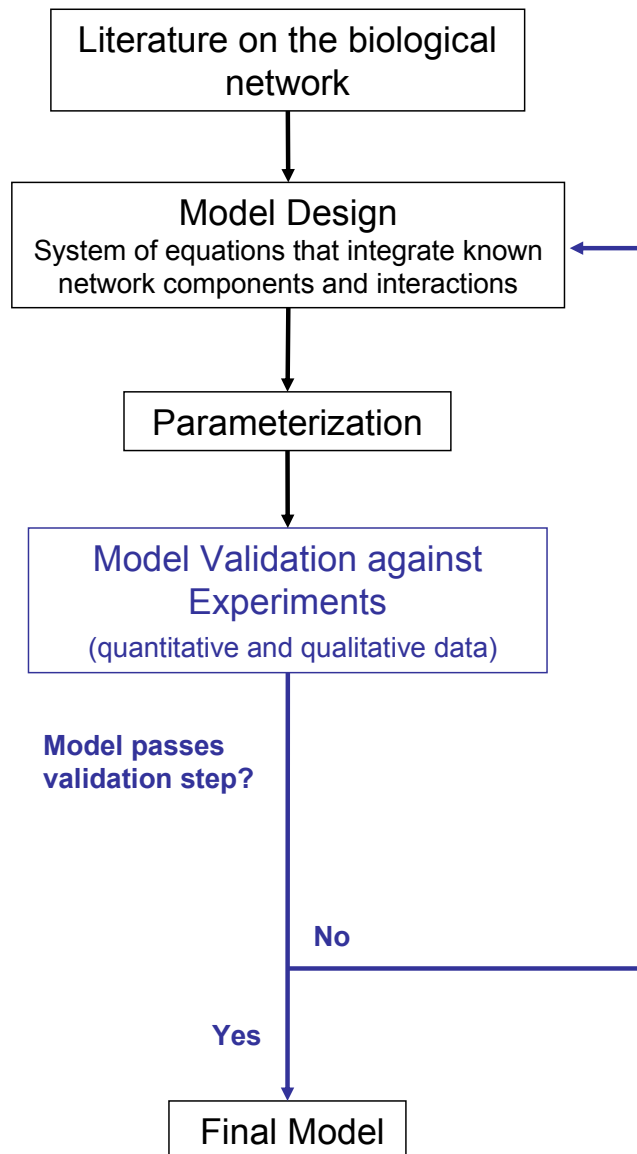 Literature on the biological
network
Model Design
System of equations that integrate known
network components and interactions
Parameterization
Model Validation against
Experiments
(quantitative and qualitative data)
Model passes
validation step?
No
Yes
Final Model